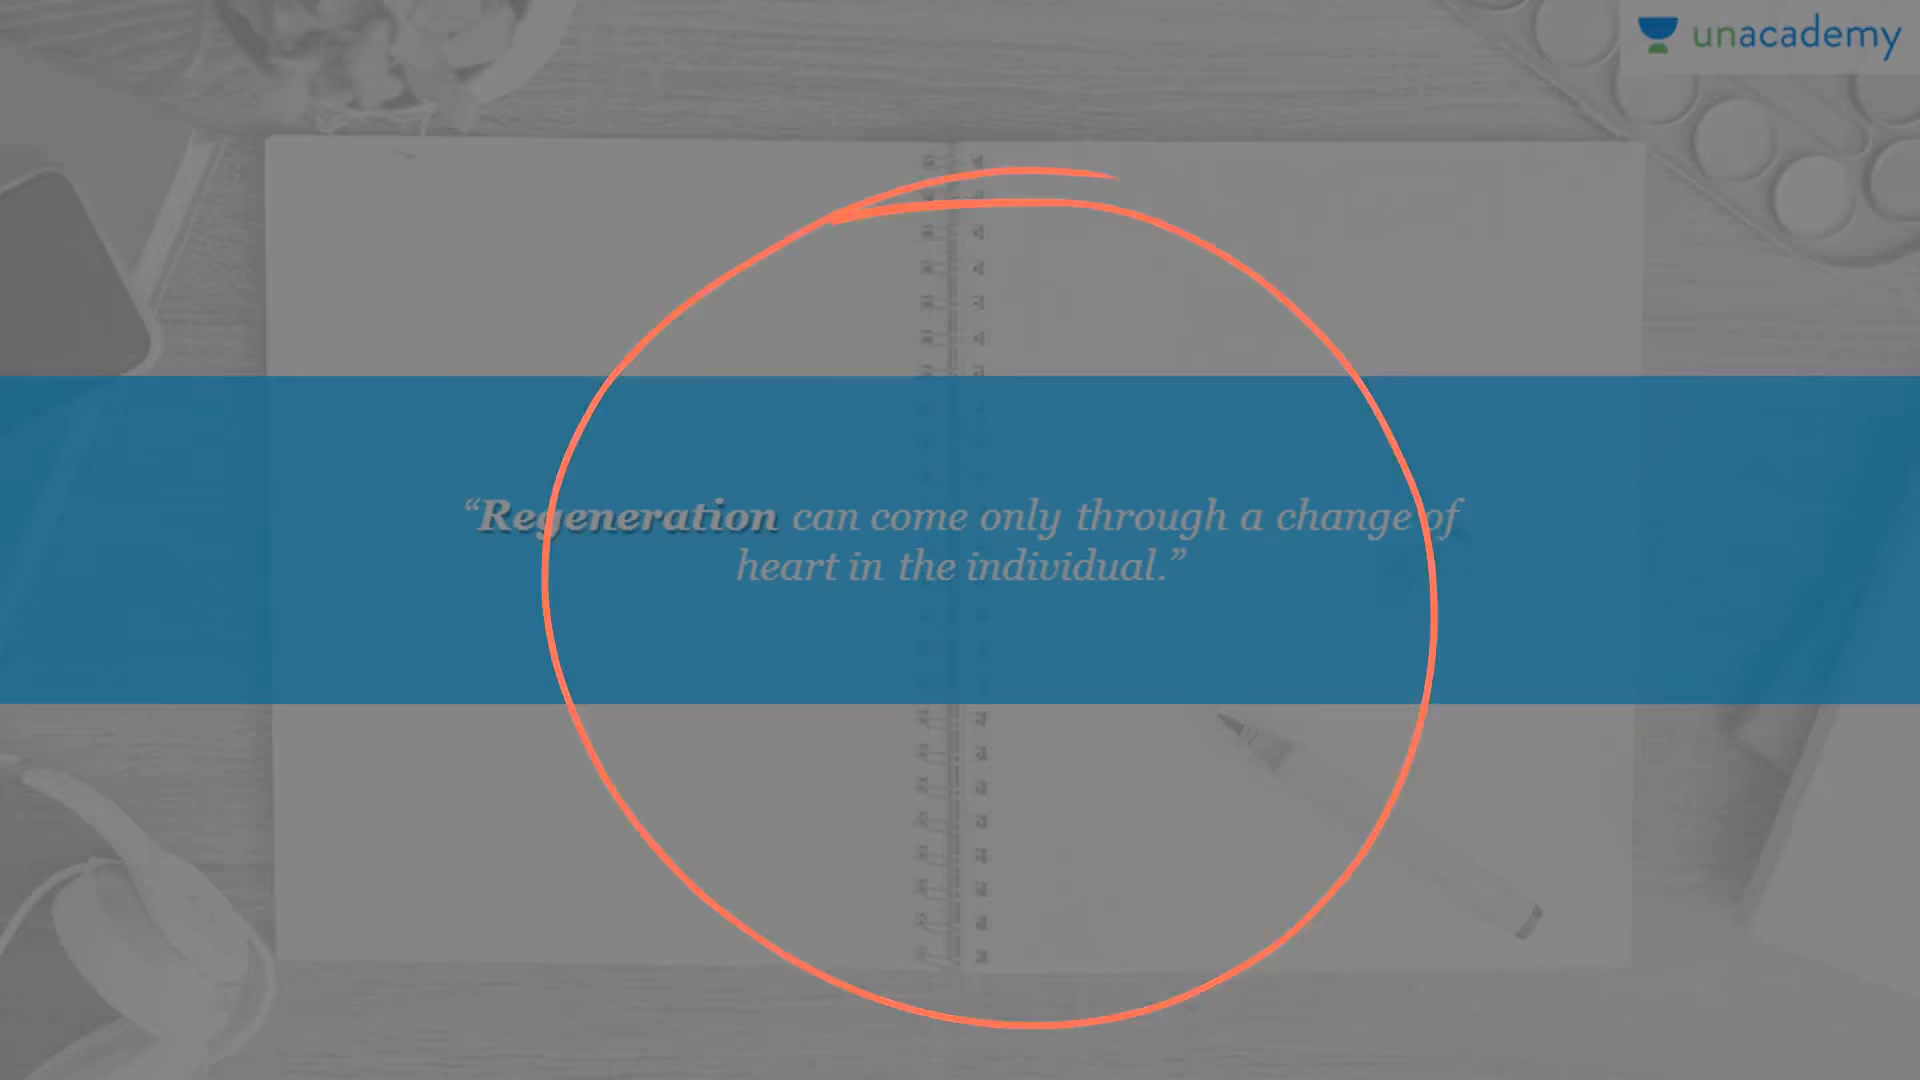 unacademy
“Regeneration can come only through a change of
heart in the individual.”